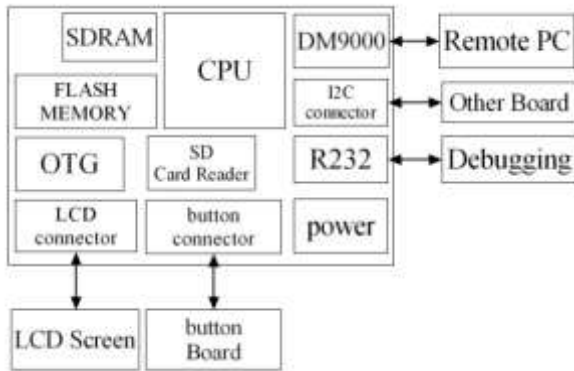 SDRAM
CPU
DM9000
Remote PC
FLASH
MEMORY
I2C
connector
Other Board
OTG
SD
Card Reader
R232
Debugging
LCD
connector
button
connector
power
LCD Screen
button
Board